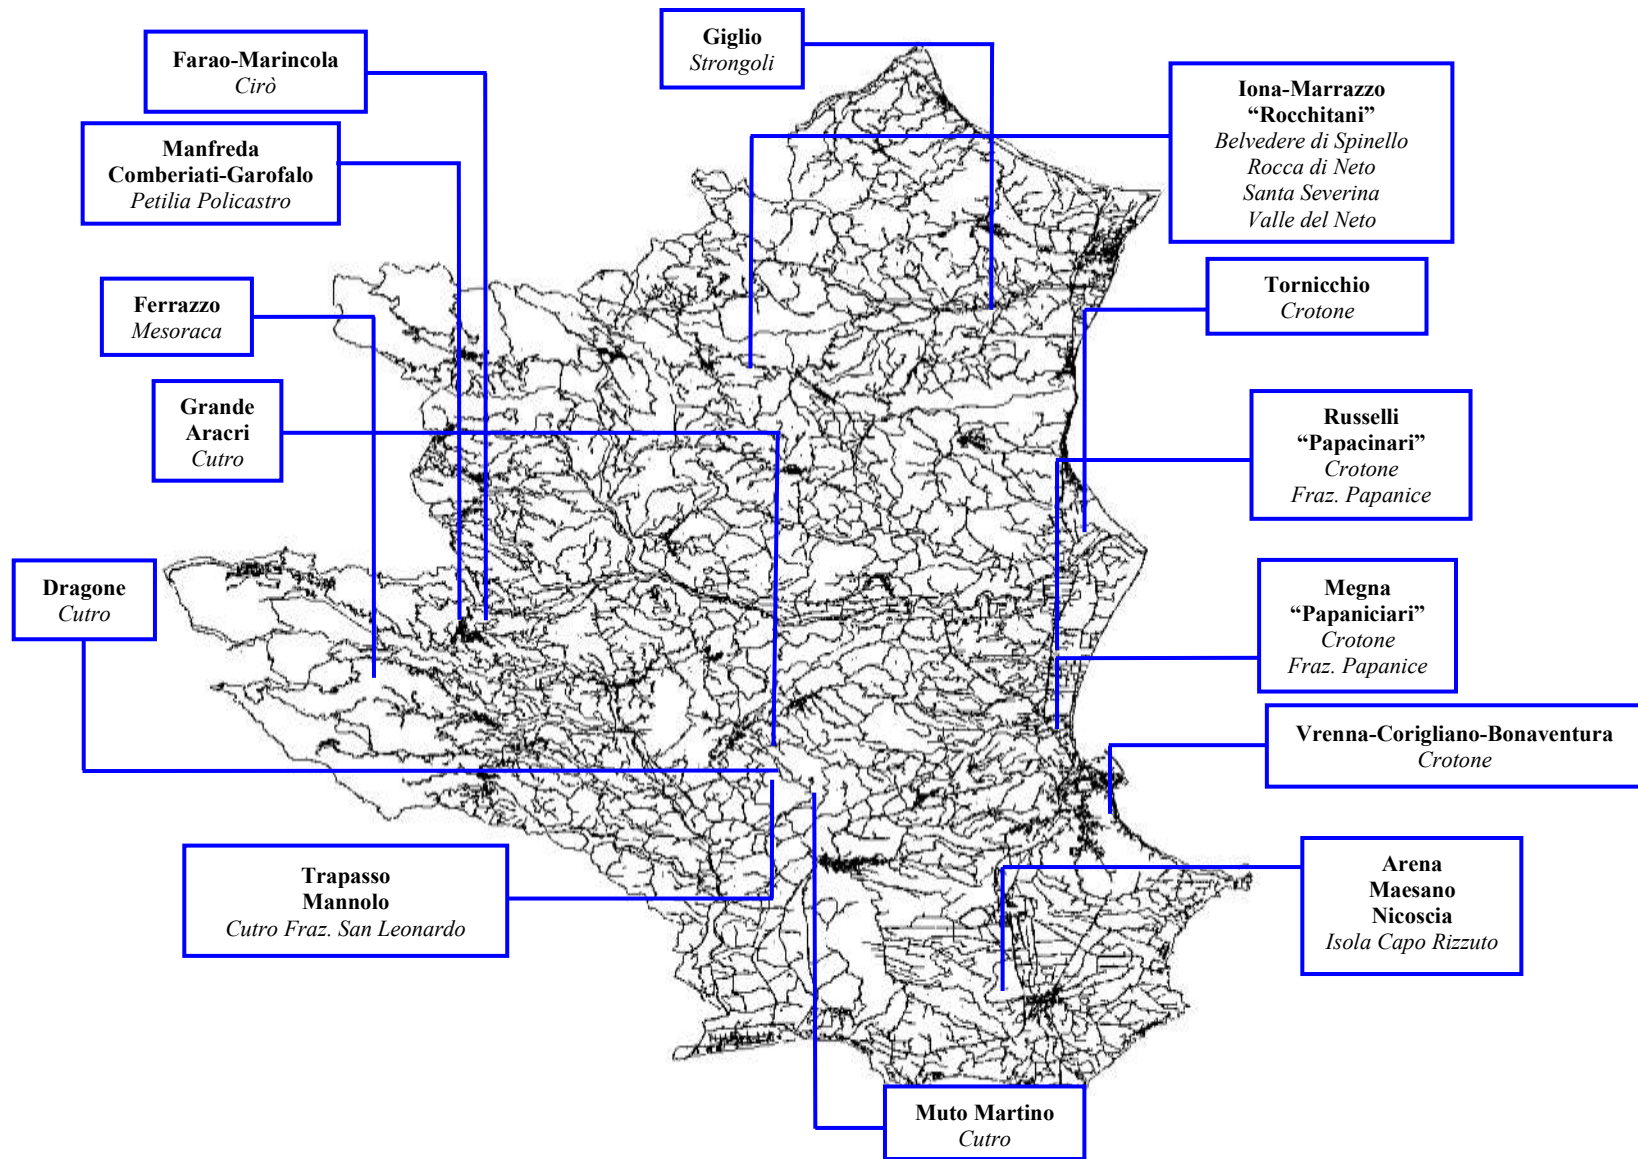 Farao-Marincola
Cirò
Manfreda
Comberiati-Garofalo
Petilia Policastro
Ferrazzo
Mesoraca
Grande
Aracri
Cutro
Dragone
Cutro
Trapasso
Mannolo
Cutro Fraz. San Leonardo
Giglio
Strongoli
Iona-Marrazzo
“Rocchitani”
Belvedere di Spinello
Rocca di Neto
Santa Severina
Valle del Neto
Tornicchio
Crotone
Russelli
“Papacinari”
Crotone
Fraz. Papanice
Megna
“Papaniciari”
Crotone
Fraz. Papanice
Vrenna-Corigliano-Bonaventura
Crotone
Arena
Maesano
Nicoscia
Isola Capo Rizzuto
Muto Martino
Cutro